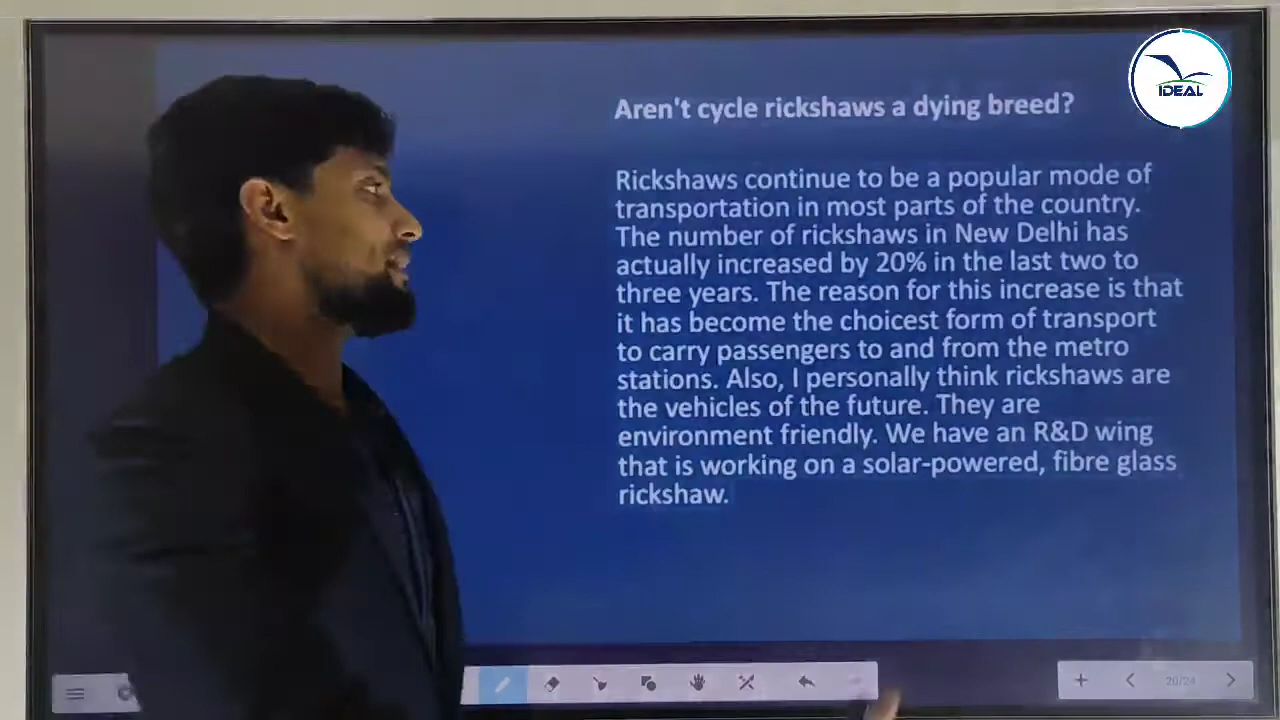 IDEAL
Aren't cycle rickshaws a dying breed?
Rickshaws continue to be a popular mode of
transportation in most parts of the country.
The number of rickshaws in New Delhi has
actually increased by 20% in the last two to
three years. The reason for this increase is that
it has become the choicest form of transport
to carry passengers to and from the metro
stations. Also, I personally think rickshaws are
the vehicles of the future. They are
environment friendly. We have an R&D wing
that is working on a solar-powered, fibre glass
rickshaw.
20/24